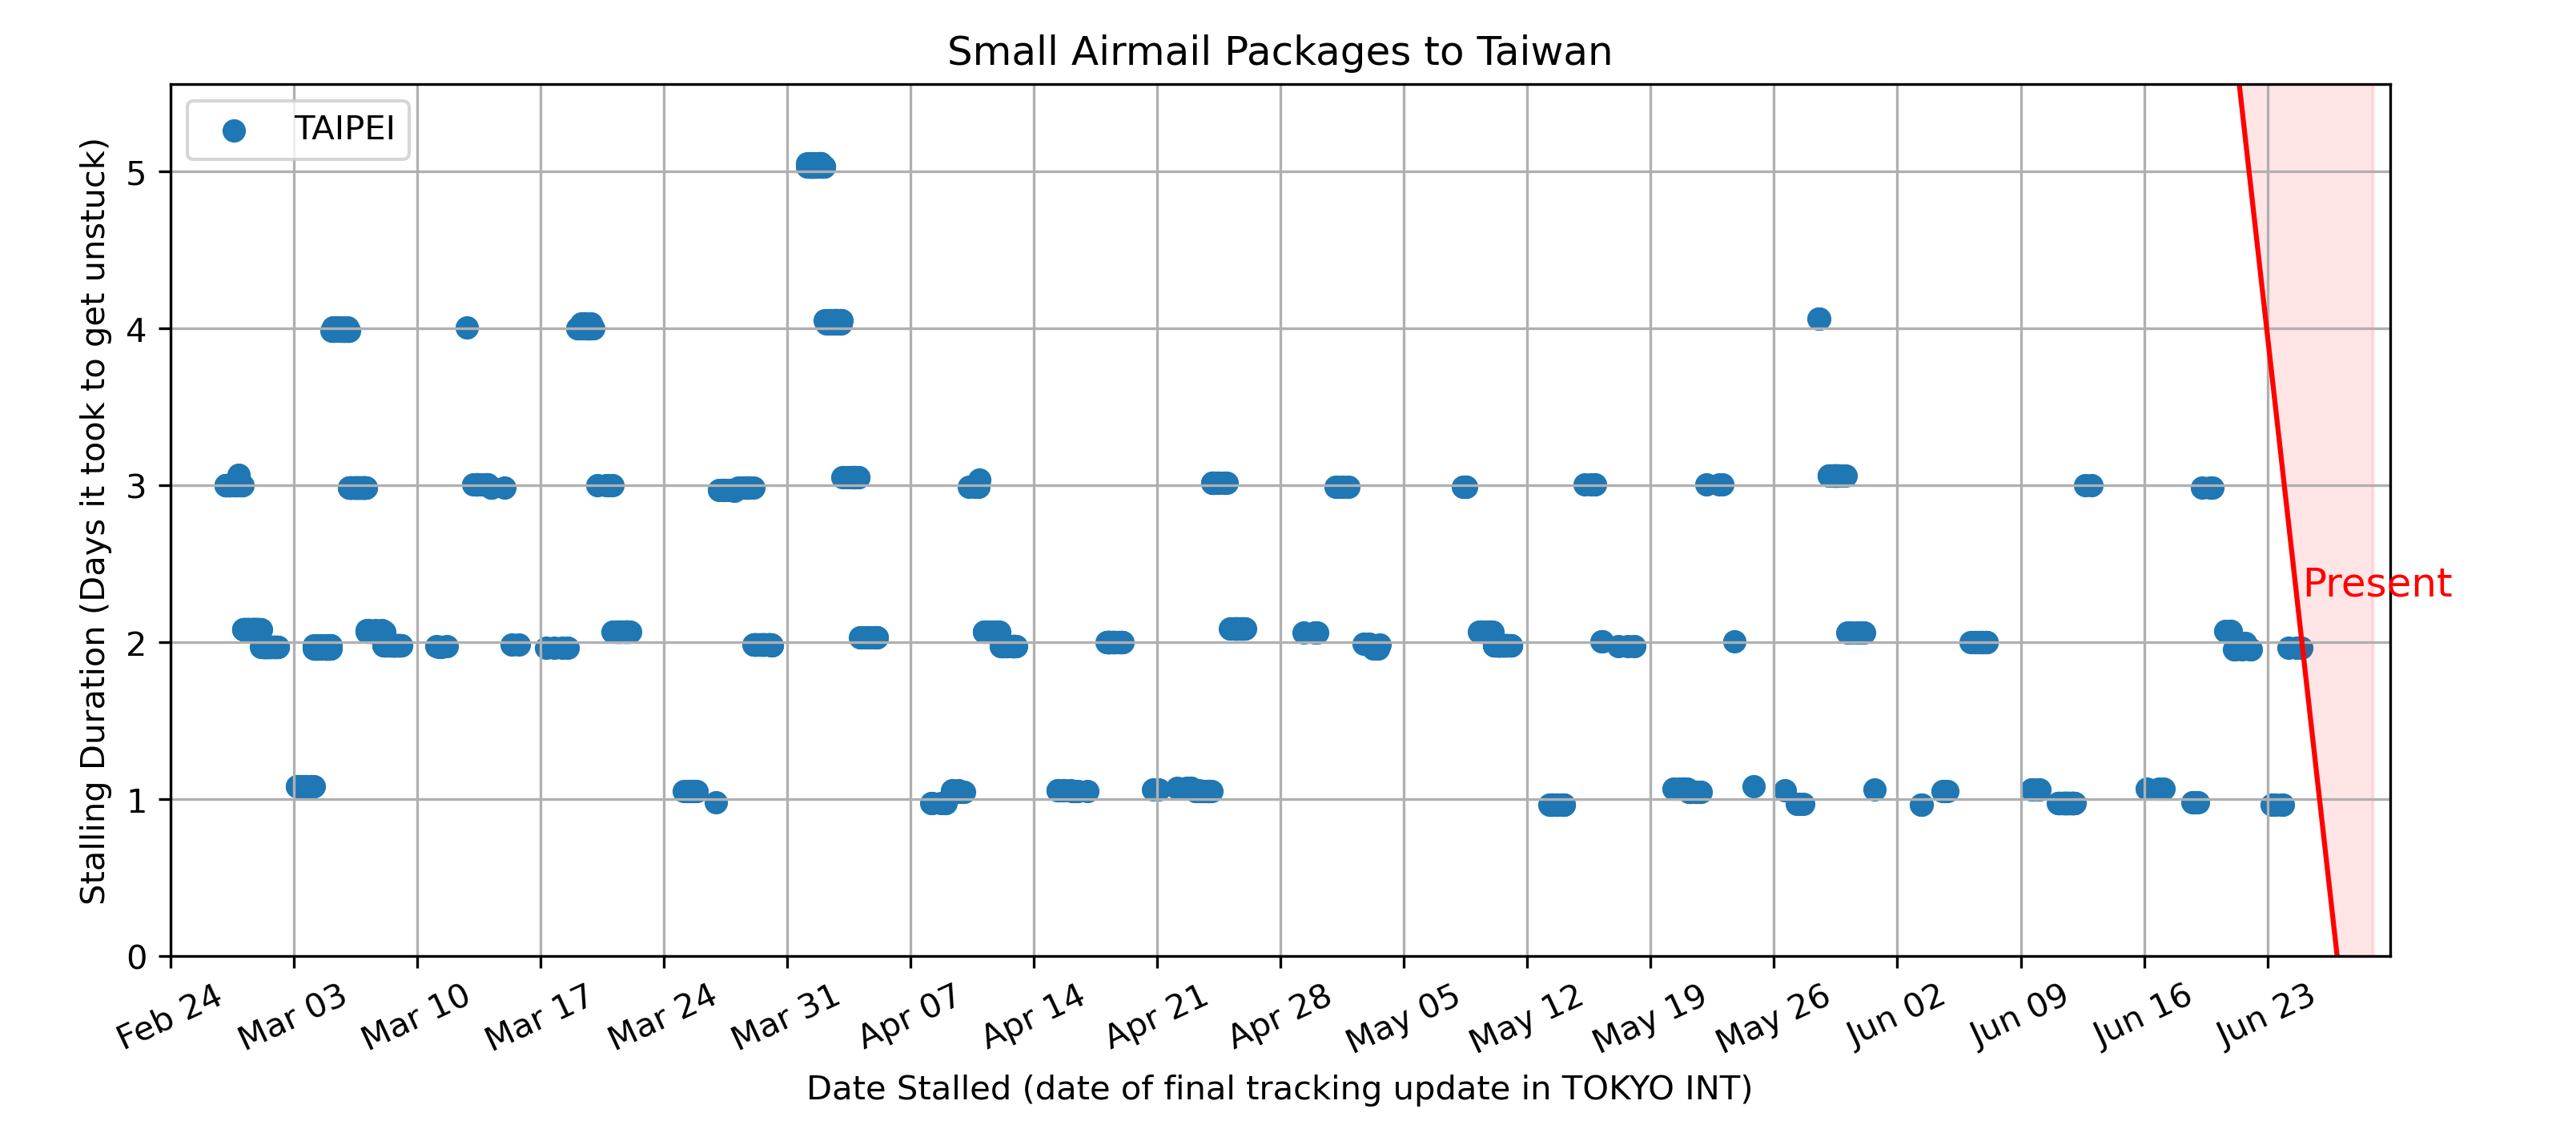 Small Airmail Packages to Taiwan
TAIPEI
Stalling Duration (Days it took to get unstuck)
5
4
3
2
1
0
Present
Feb 24
Mar 03
Mar 10
Mar 17
Mar 24
Mar 31
Apr 07
Apr 14
Apr 21
Apr 28
May 05
May 12
May 19
May 26
Jun 02
Jun 09
Jun 16
Jun 23
Date Stalled (date of final tracking update in TOKYO INT)